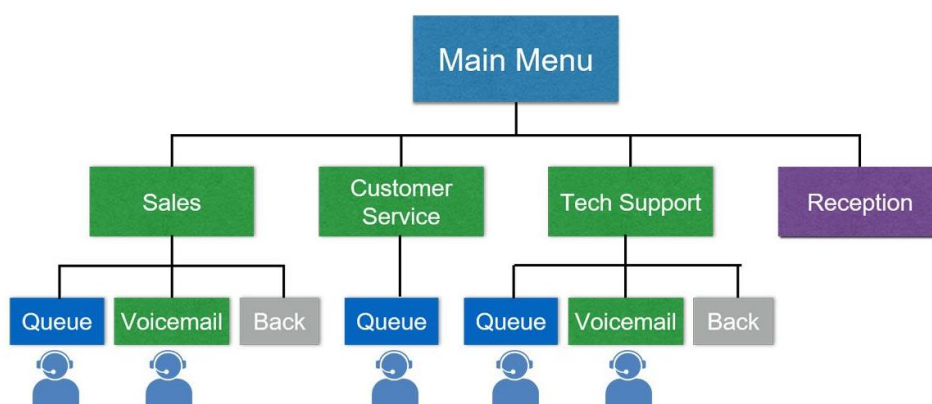 Main Menu
Sales
Customer
Service
Tech Support
Reception
Queue
Voicemail
Back
Queue
Queue
Voicemail
Back